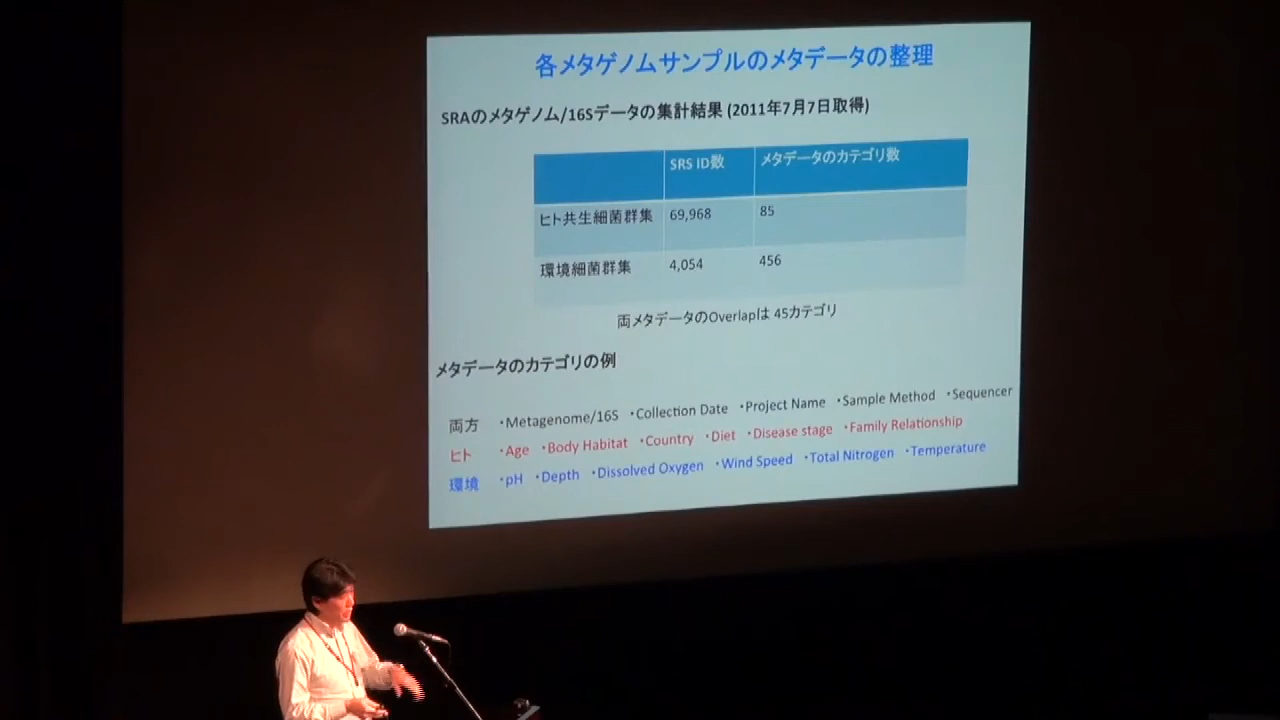 各メタゲノムサンプルのメタデータの整理
SRAのメタゲノム/16Sデータの集計結果 (2011年7月7日取得)
SRS ID数 メタデータのカテゴリ数
ヒト共生細菌群集 69,968 85
環境細菌群集 4,054 456
両メタデータのOverlapは 45カテゴリ
メタデータのカテゴリの例
両方 ・Metagenome/16S ・Collection Date ・Project Name ・Sample Method ・Sequencer
ヒト ・Age ・Body Habitat ・Country ・Diet ・Disease stage ・Family Relationship
環境 ・pH ・Depth ・Dissolved Oxygen ・Wind Speed ・Total Nitrogen ・Temperature